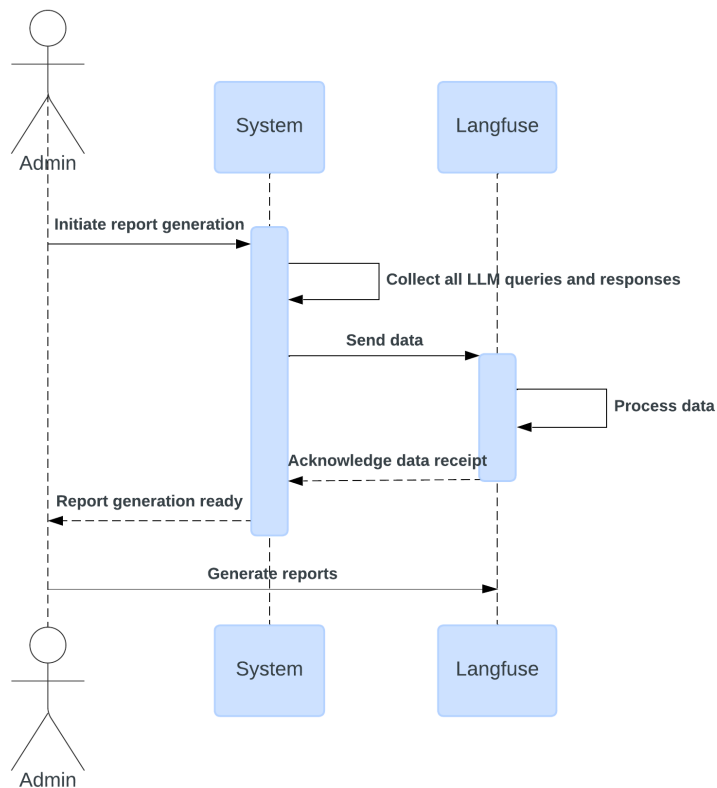 Admin
System
Langfuse
Initiate report generation
Collect all LLM queries and responses
Send data
Process data
Acknowledge data receipt
Report generation ready
Generate reports
System
Langfuse
Admin